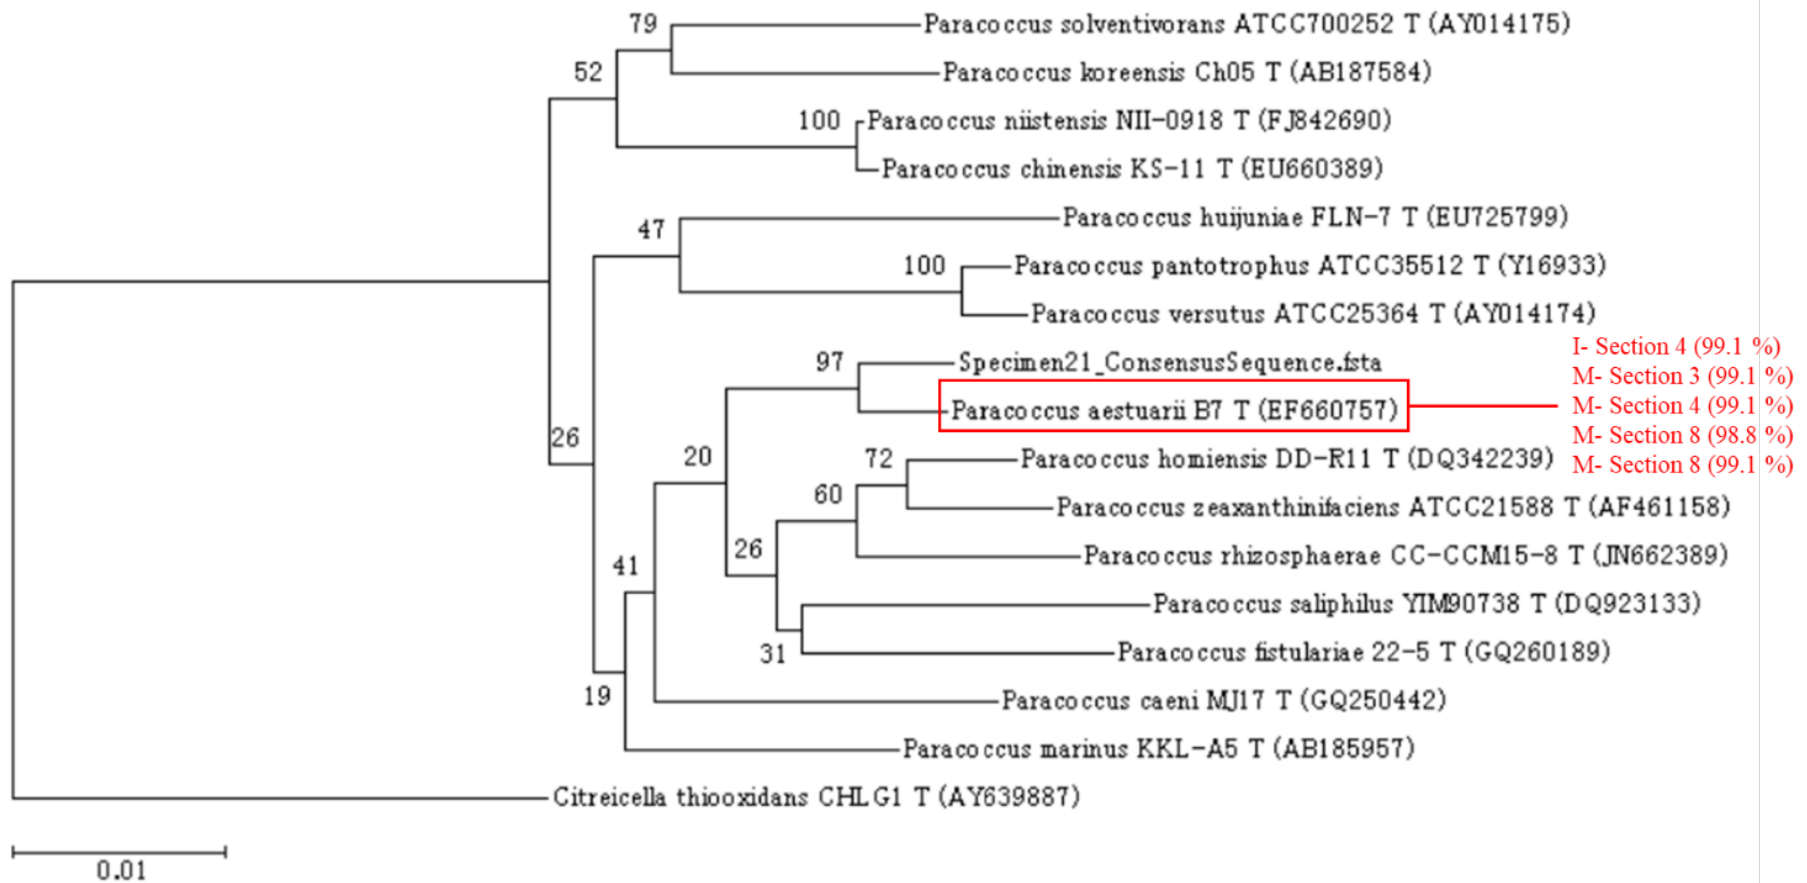 79
Paracoccus solventivorans ATCC700252 T (AY014175)
52
Paracoccus koreensis Ch05 T (AB187584)
100
Paracoccus niistensis NII-0918 T (FJ842690)
Paracoccus chinensis KS-11 T (EU660389)
47
Paracoccus huijuniae FLN-7 T (EU725799)
100
Paracoccus pantotrophus ATCC35512 T (Y16933)
Paracoccus versutus ATCC25364 T (AY014174)
97
Specimen21_ConsensusSequence.fsta
Paracoccus aestuarii B7 T (EF660757)
I- Section 4 (99.1 %)
M- Section 3 (99.1 %)
M- Section 4 (99.1 %)
M- Section 8 (98.8 %)
M- Section 8 (99.1 %)
26
20
72
Paracoccus homiensis DD-R11 T (DQ342239)
60
Paracoccus zeaxanthinifaciens ATCC21588 T (AF461158)
26
Paracoccus rhizosphaerae CC-CCM15-8 T (JN662389)
41
Paracoccus saliphilus YIM90738 T (DQ923133)
31
Paracoccus fistulariae 22-5 T (GQ260189)
19
Paracoccus caeni MJ17 T (GQ250442)
Paracoccus marinus KKL-A5 T (AB185957)
Citreicella thiooxidans CHLG1 T (AY639887)
0.01